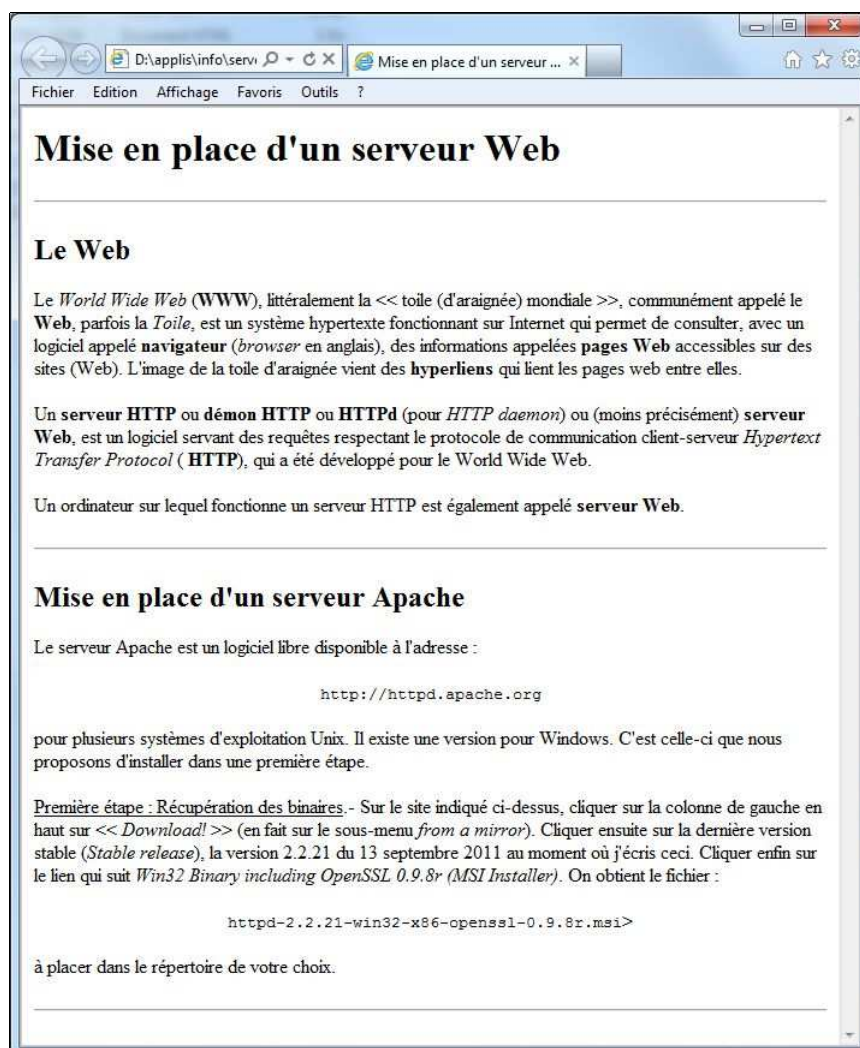 D:\applis\info\serv
Mise en place d'un serveur ...
Fichier Edition Affichage Favoris Outils ?
Mise en place d'un serveur Web
Le Web
Le World Wide Web (WWW), littéralement la << toile (d'araignée) mondiale >>, communément appelé le
Web, parfois la Toile, est un système hypertexte fonctionnant sur Internet qui permet de consulter, avec un
logiciel appelé navigateur (browser en anglais), des informations appelées pages Web accessibles sur des
sites (Web). L'image de la toile d'araignée vient des hyperliens qui lient les pages web entre elles.
Un serveur HTTP ou démon HTTP ou HTTPd (pour HTTP daemon) ou (moins précisément) serveur
Web, est un logiciel servant des requêtes respectant le protocole de communication client-serveur Hypertext
Transfer Protocol ( HTTP), qui a été développé pour le World Wide Web.
Un ordinateur sur lequel fonctionne un serveur HTTP est également appelé serveur Web.
Mise en place d'un serveur Apache
Le serveur Apache est un logiciel libre disponible à l'adresse :
http://httpd.apache.org
pour plusieurs systèmes d'exploitation Unix. Il existe une version pour Windows. C'est celle-ci que nous
proposons d'installer dans une première étape.
Première étape : Récupération des binaires.- Sur le site indiqué ci-dessus, cliquer sur la colonne de gauche en
haut sur << Download! >> (en fait sur le sous-menu from a mirror). Cliquer ensuite sur la dernière version
stable (Stable release), la version 2.2.21 du 13 septembre 2011 au moment où j'écris ceci. Cliquer enfin sur
le lien qui suit Win32 Binary including OpenSSL 0.9.8r (MSI Installer). On obtient le fichier :
httpd-2.2.21-win32-x86-openssl-0.9.8r.msi>
à placer dans le répertoire de votre choix.